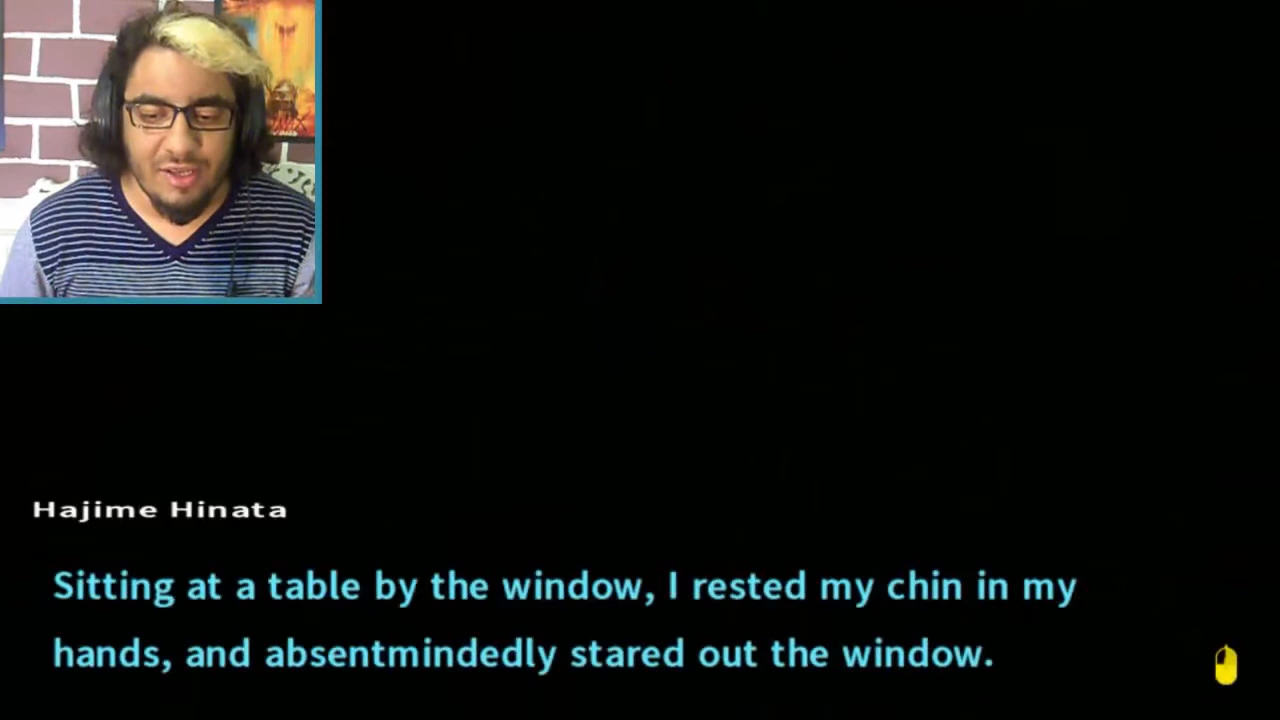 Hajime Hinata
Sitting at a table by the window, I rested my chin in my
hands, and absentmindedly stared out the window.